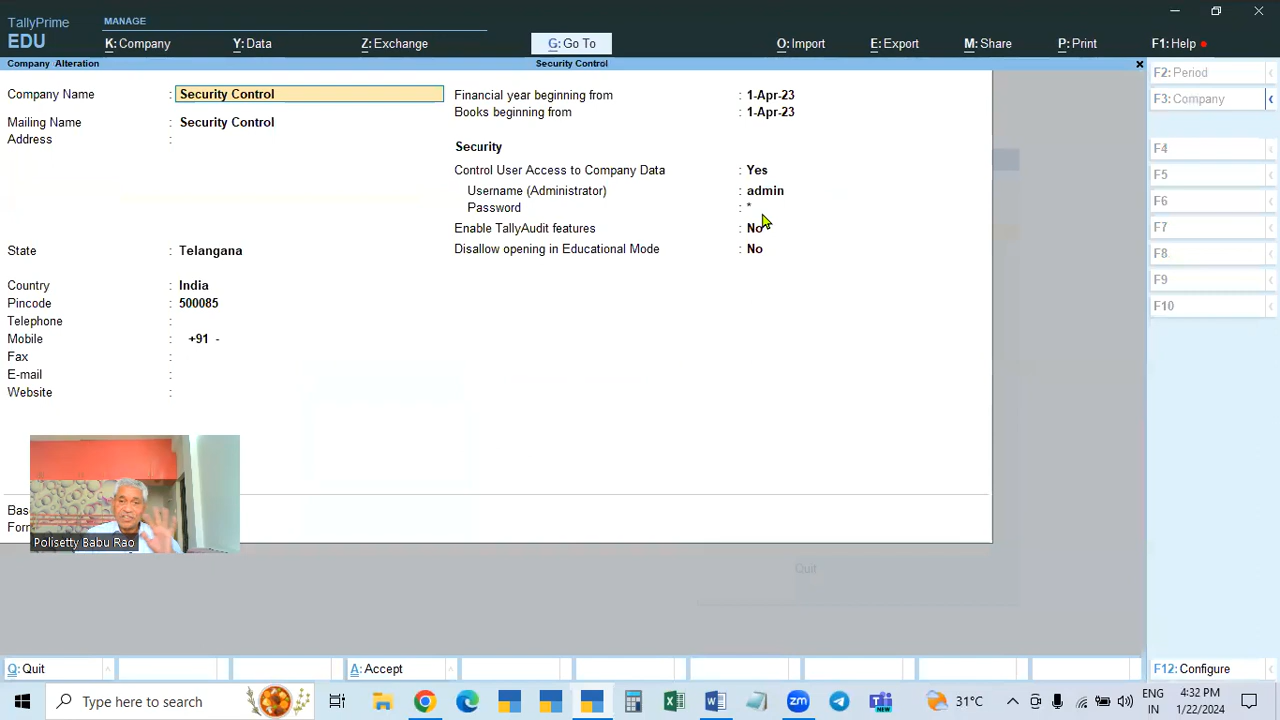 TallyPrime
EDU
MANAGE
K: Company
Y: Data
Z: Exchange
G: Go To
O: Import
E: Export
M: Share
P: Print
F1: Help
Company Alteration
Security Control
Company Name : Security Control
Mailing Name : Security Control
Address :
State : Telangana
Country : India
Pincode : 500085
Telephone :
Mobile : +91 -
Fax :
E-mail :
Website :
Financial year beginning from : 1-Apr-23
Books beginning from : 1-Apr-23
Security
Control User Access to Company Data : Yes
Username (Administrator) : admin
Password : *
Enable TallyAudit features : No
Disallow opening in Educational Mode : No
F2: Period
F3: Company
F4
F5
F6
F7
F8
F9
F10
Polisetty Babu Rao
Quit
Q: Quit
A: Accept
F12: Configure
Type here to search
31°C
ENG
IN
4:32 PM
1/22/2024